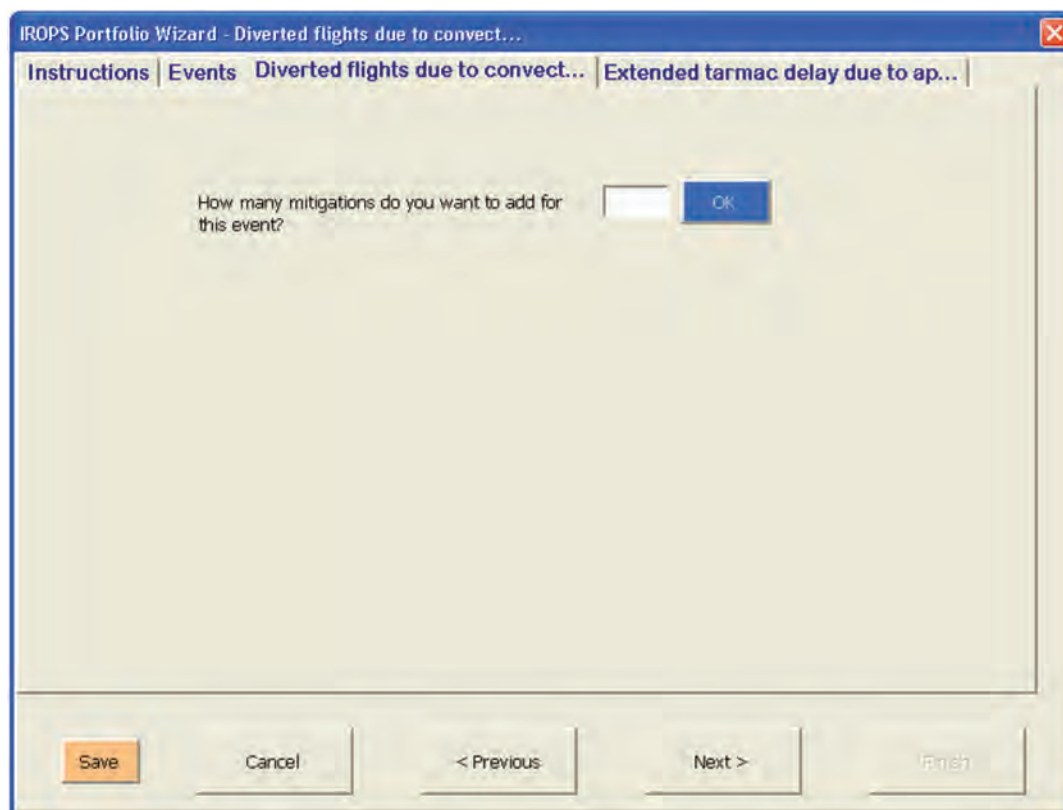 IROPS Portfolio Wizard - Diverted flights due to convect...
Instructions Events Diverted flights due to convect... Extended tarmac delay due to ap...
How many mitigations do you want to add for
this event?
OK
Save Cancel < Previous Next > Finish